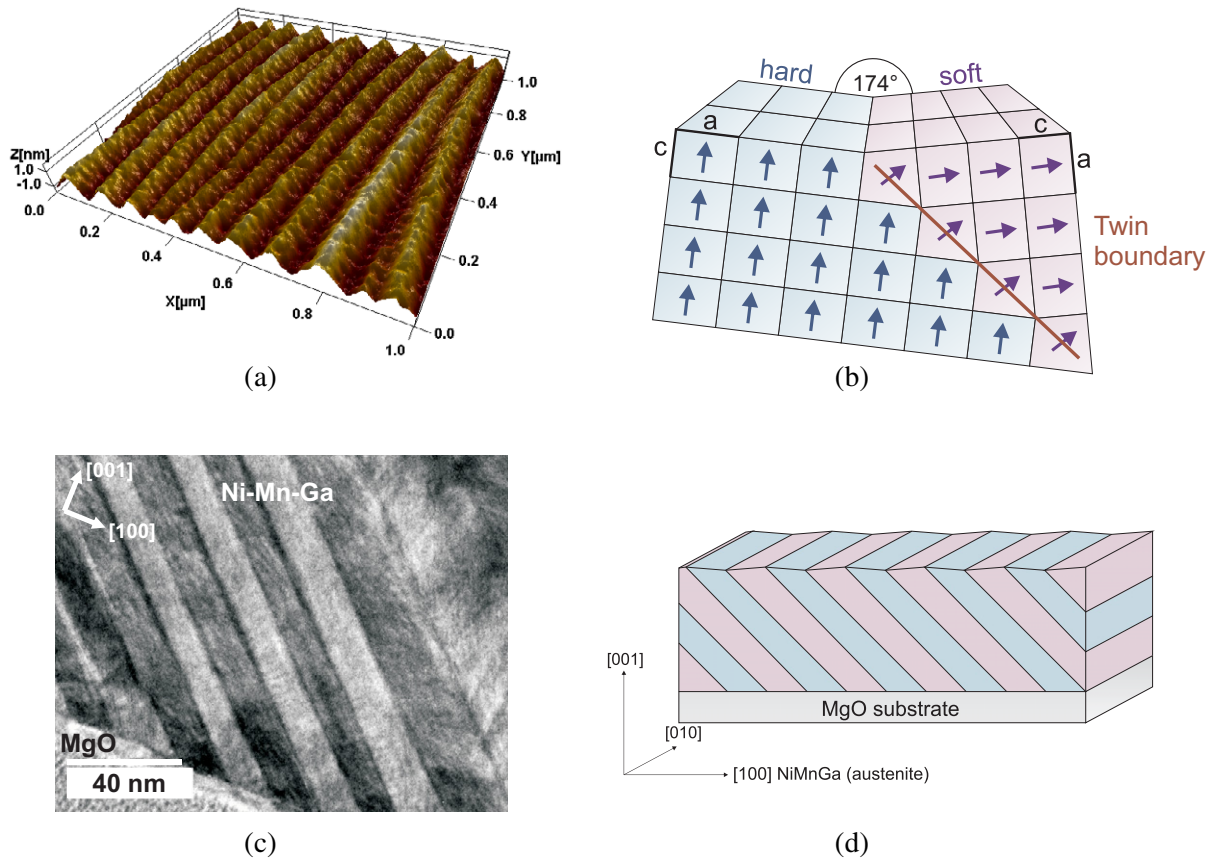 Z[nm]
1.0
-1.0
0.0
0.2
0.4
0.6
0.8
1.0
X[µm]
Y[µm]
1.0
0.8
0.6
0.4
0.2
0.0
(a)
hard
174°
soft
a
c
c
a
Twin
boundary
(b)
[001]
[100]
Ni-Mn-Ga
MgO
40 nm
(c)
[001]
[010]
[100] NiMnGa (austenite)
MgO substrate
(d)